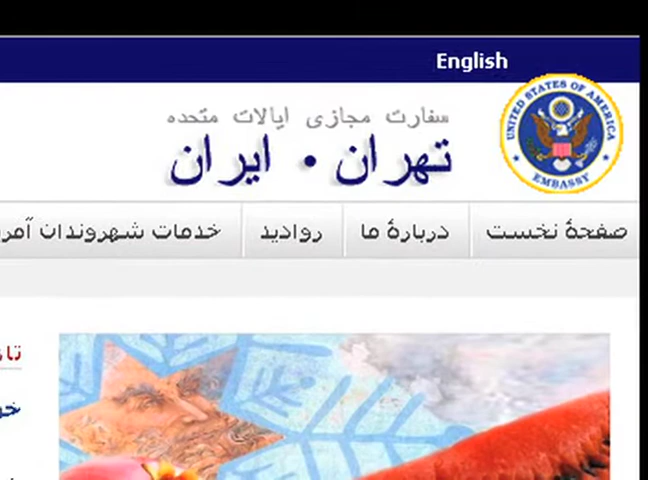 English
UNITED STATES OF AMERICA
EMBASSY
سفارت مجازی ایالات متحده
تهران • ایران
صفحهٔ نخست
دربارهٔ ما
روادید
خدمات شهروندان